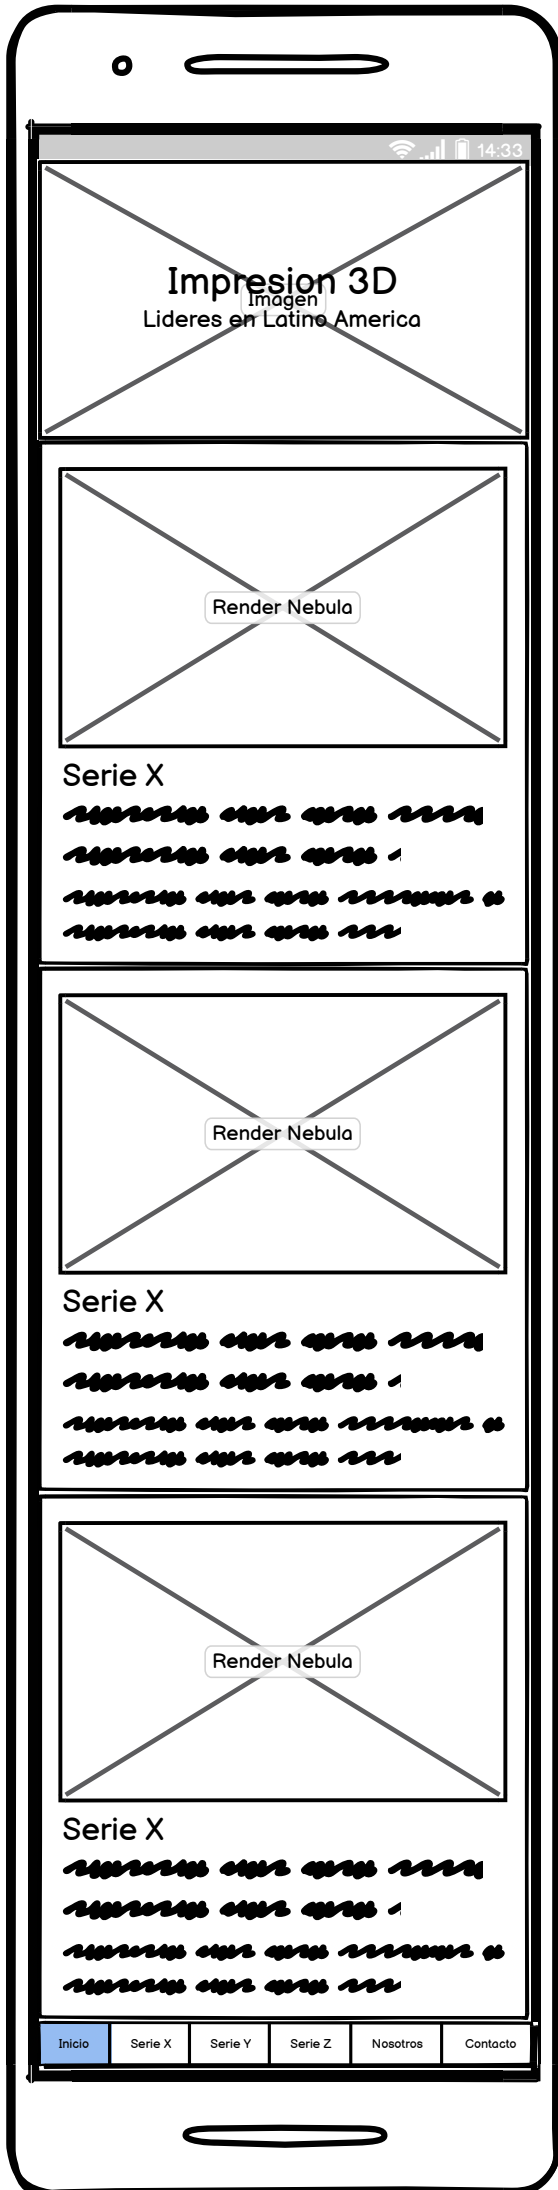 14:33
Impresion 3D
Imagen
Lideres en Latino America
Render Nebula
Serie X
Render Nebula
Serie X
Render Nebula
Serie X
Inicio Serie X Serie Y Serie Z Nosotros Contacto